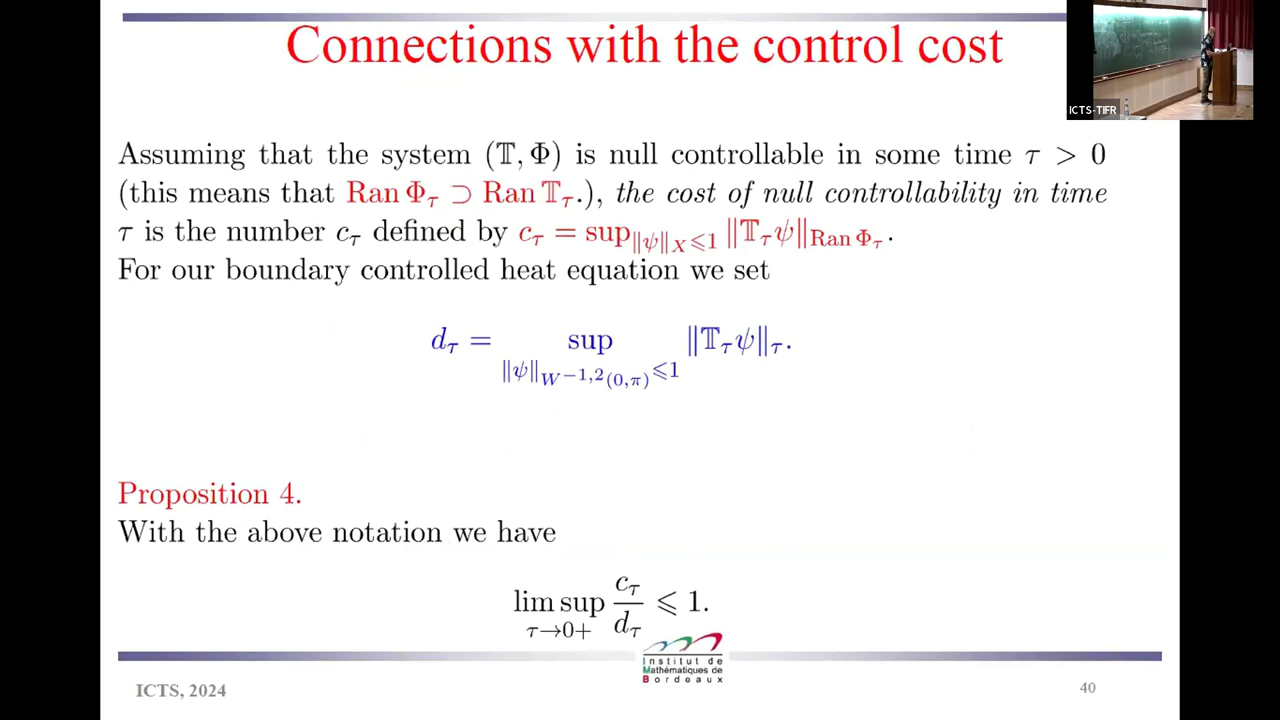 Connections with the control cost
ICTS-TIFR
Assuming that the system (𝕋, Φ) is null controllable in some time τ > 0
(this means that Ran Φ_τ ⊃ Ran 𝕋_τ.), the cost of null controllability in time
τ is the number c_τ defined by c_τ = sup_{‖ψ‖_X⩽1} ‖𝕋_τψ‖_{Ran Φ_τ}.
For our boundary controlled heat equation we set
d_τ = sup_{‖ψ‖_{W^{-1,2}(0,π)}⩽1} ‖𝕋_τψ‖_τ.
Proposition 4.
With the above notation we have
lim sup_{τ→0+} c_τ/d_τ ⩽ 1.
Institut de
Mathématiques de
Bordeaux
ICTS, 2024
40